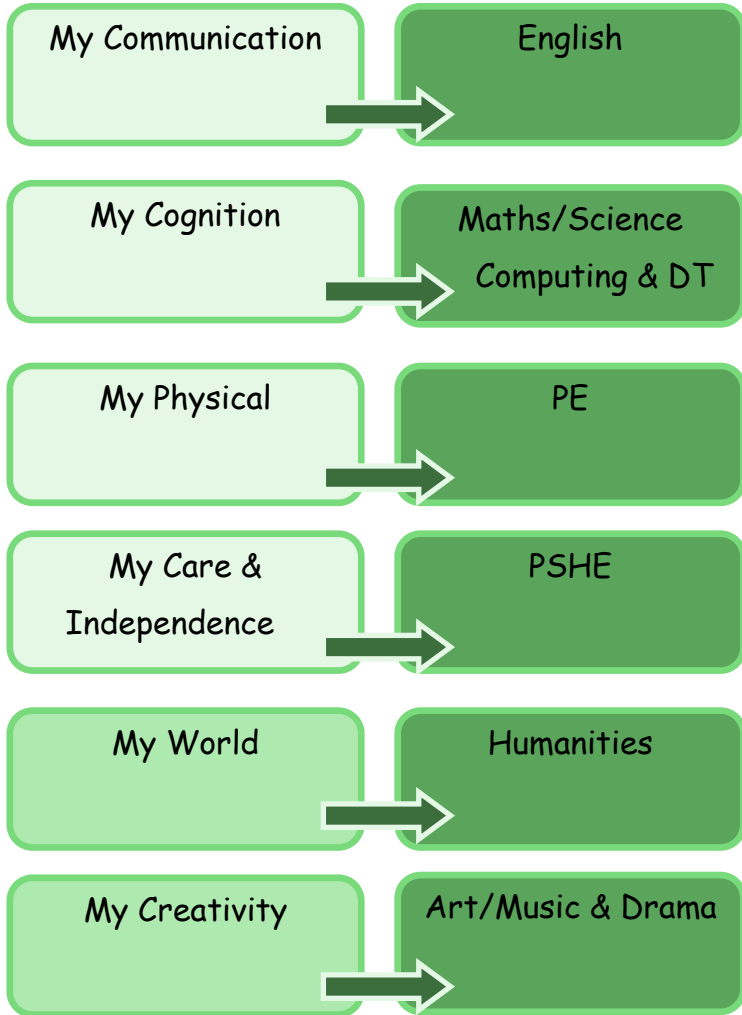 My Communication
English
My Cognition
Maths/Science
Computing & DT
My Physical
PE
My Care &
Independence
PSHE
My World
Humanities
My Creativity
Art/Music & Drama